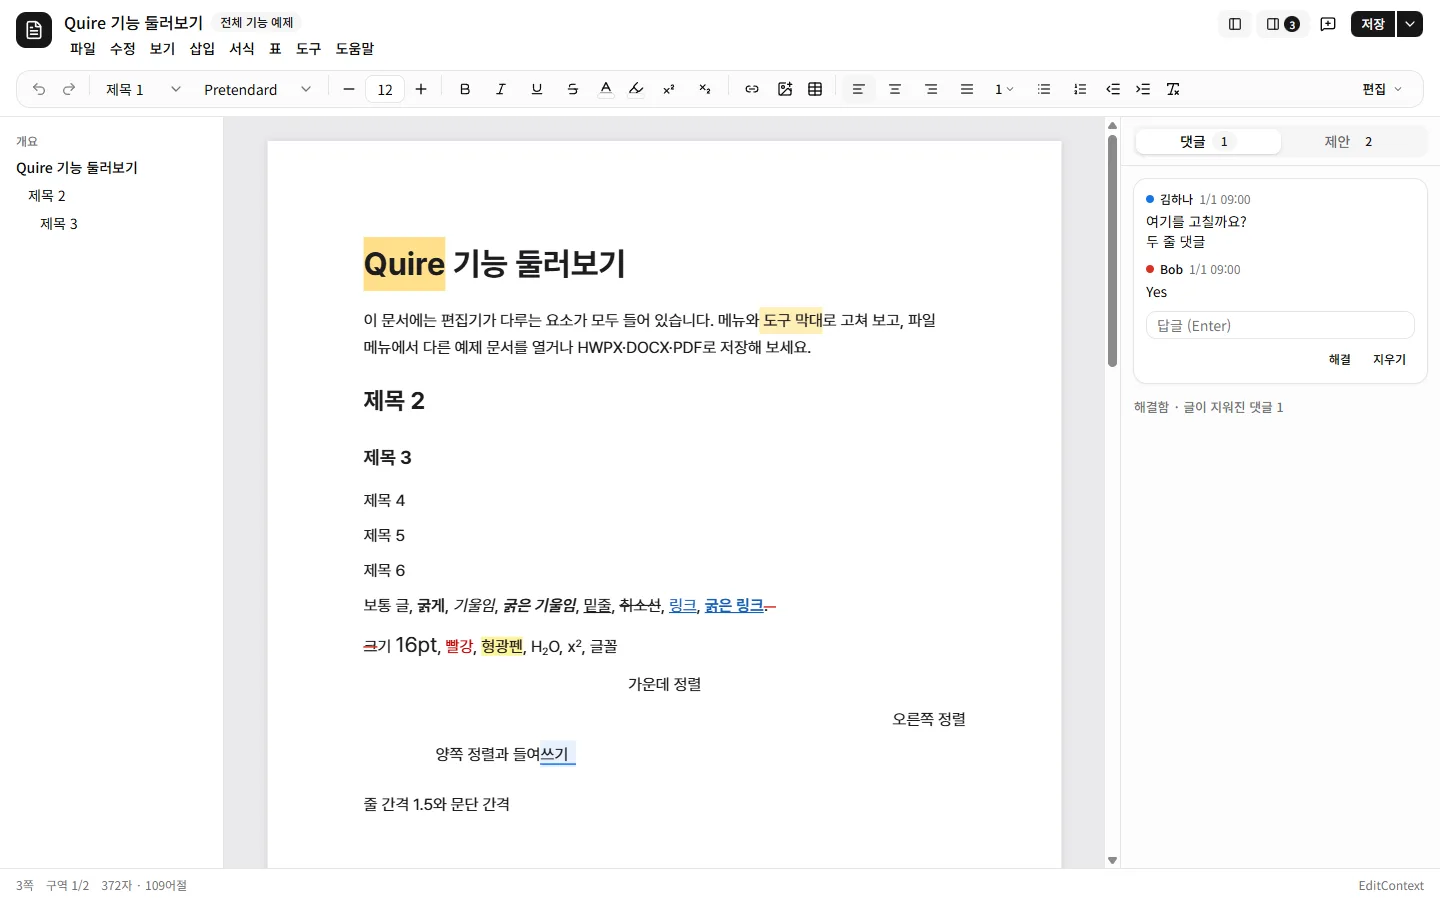 Quire 기능 둘러보기 전체 기능 예제
파일 수정 보기 삽입 서식 표 도구 도움말
3
저장
제목 1 Pretendard 12 B I U S A x² x₂ 1 편집
개요
Quire 기능 둘러보기
제목 2
제목 3
Quire 기능 둘러보기
이 문서에는 편집기가 다루는 요소가 모두 들어 있습니다. 메뉴와 도구 막대로 고쳐 보고, 파일
메뉴에서 다른 예제 문서를 열거나 HWPX·DOCX·PDF로 저장해 보세요.
제목 2
제목 3
제목 4
제목 5
제목 6
보통 글, 굵게, 기울임, 굵은 기울임, 밑줄, 취소선, 링크, 굵은 링크.
크기 16pt, 빨강, 형광펜, H₂O, x², 글꼴
가운데 정렬
오른쪽 정렬
양쪽 정렬과 들여쓰기
줄 간격 1.5와 문단 간격
댓글 1 제안 2
김하나 1/1 09:00
여기를 고칠까요?
두 줄 댓글
Bob 1/1 09:00
Yes
답글 (Enter)
해결 지우기
해결함 · 글이 지워진 댓글 1
3쪽 구역 1/2 372자 · 109어절
EditContext